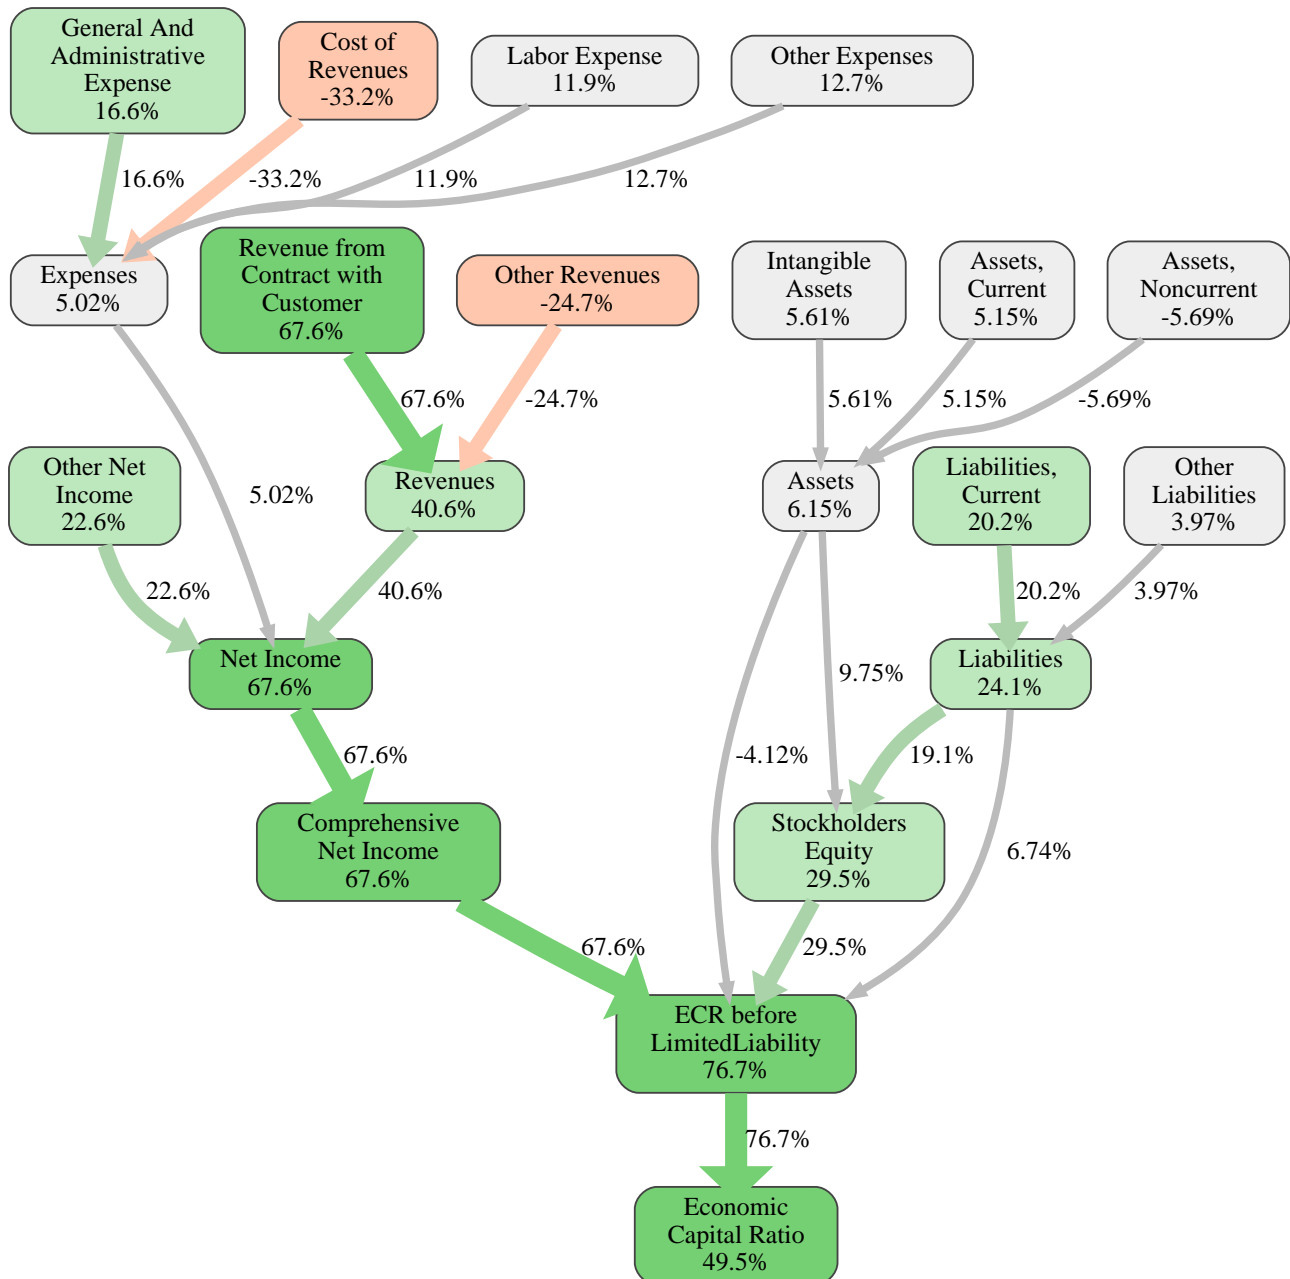 General And
Administrative
Expense
16.6%
Cost of
Revenues
-33.2%
Labor Expense
11.9%
Other Expenses
12.7%
16.6%
-33.2%
11.9%
12.7%
Expenses
5.02%
Revenue from
Contract with
Customer
67.6%
Other Revenues
-24.7%
Intangible
Assets
5.61%
Assets,
Current
5.15%
Assets,
Noncurrent
-5.69%
67.6%
-24.7%
5.61%
5.15%
-5.69%
Other Net
Income
22.6%
5.02%
Revenues
40.6%
Assets
6.15%
Liabilities,
Current
20.2%
Other
Liabilities
3.97%
22.6%
40.6%
20.2%
3.97%
Net Income
67.6%
9.75%
Liabilities
24.1%
67.6%
-4.12%
19.1%
Comprehensive
Net Income
67.6%
Stockholders
Equity
29.5%
6.74%
67.6%
29.5%
ECR before
LimitedLiability
76.7%
76.7%
Economic
Capital Ratio
49.5%